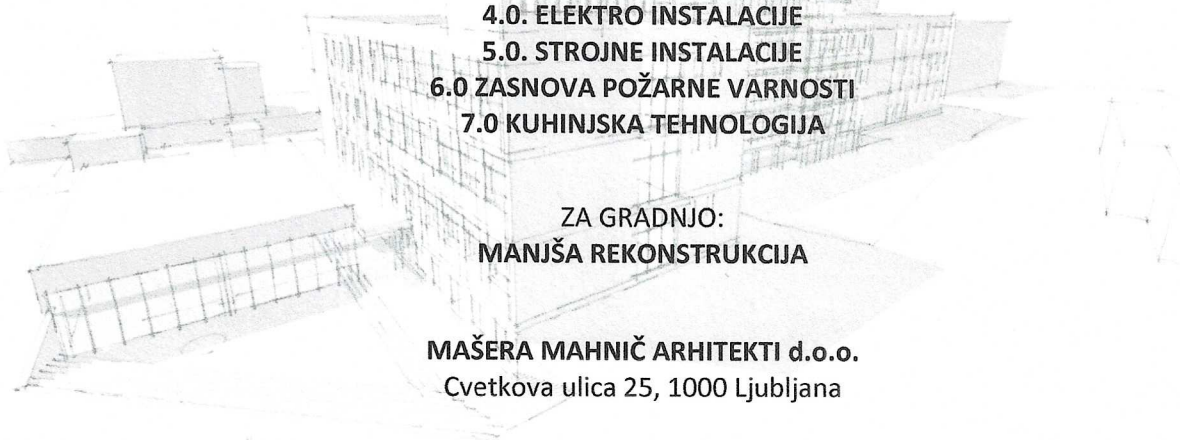 4.0. ELEKTRO INSTALACIJE
5.0. STROJNE INSTALACIJE
6.0 ZASNOVA POŽARNE VARNOSTI
7.0 KUHINJSKA TEHNOLOGIJA
ZA GRADNJO:
MANJŠA REKONSTRUKCIJA
MAŠERA MAHNIČ ARHITEKTI d.o.o.
Cvetkova ulica 25, 1000 Ljubljana